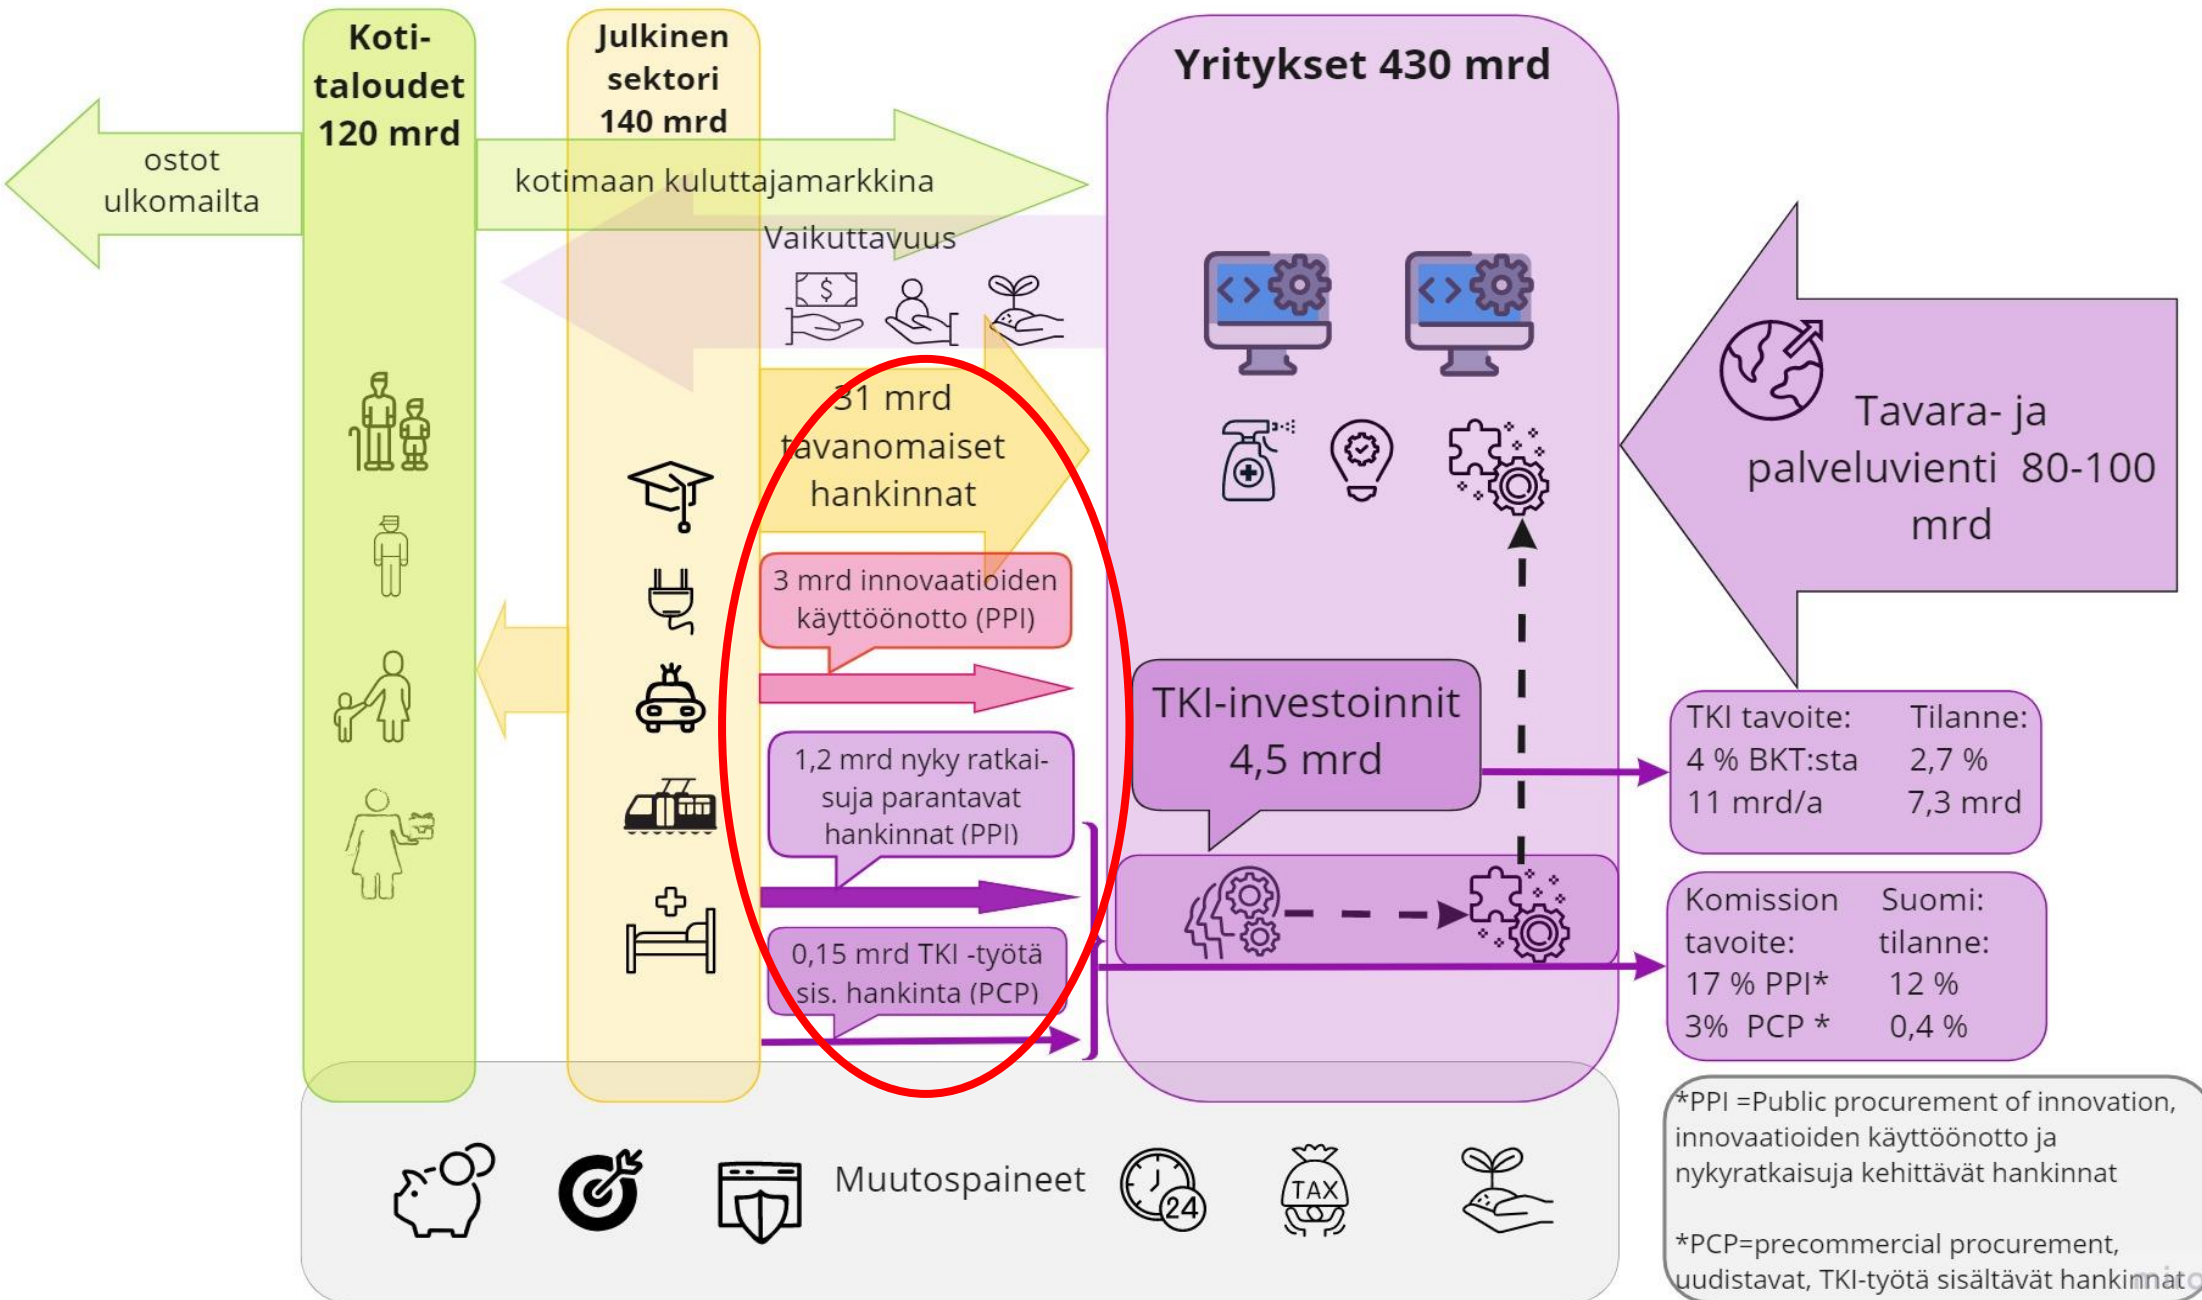 Koti-
taloudet
120 mrd
Julkinen
sektori
140 mrd
Yritykset 430 mrd
ostot
ulkomailta
kotimaan kuluttajamarkkina
Vaikuttavuus
$
31 mrd
tavanomaiset
hankinnat
Tavara- ja
palveluvienti 80-100
mrd
3 mrd innovaatioiden
käyttöönotto (PPI)
1,2 mrd nyky ratkai-
suja parantavat
hankinnat (PPI)
0,15 mrd TKI -työtä
sis. hankinta (PCP)
TKI-investoinnit
4,5 mrd
TKI tavoite: Tilanne:
4 % BKT:sta 2,7 %
11 mrd/a 7,3 mrd
Komission Suomi:
tavoite: tilanne:
17 % PPI* 12 %
3% PCP * 0,4 %
Muutospaineet
24
TAX
*PPI =Public procurement of innovation,
innovaatioiden käyttöönotto ja
nykyratkaisuja kehittävät hankinnat
*PCP=precommercial procurement,
uudistavat, TKI-työtä sisältävät hankinnat